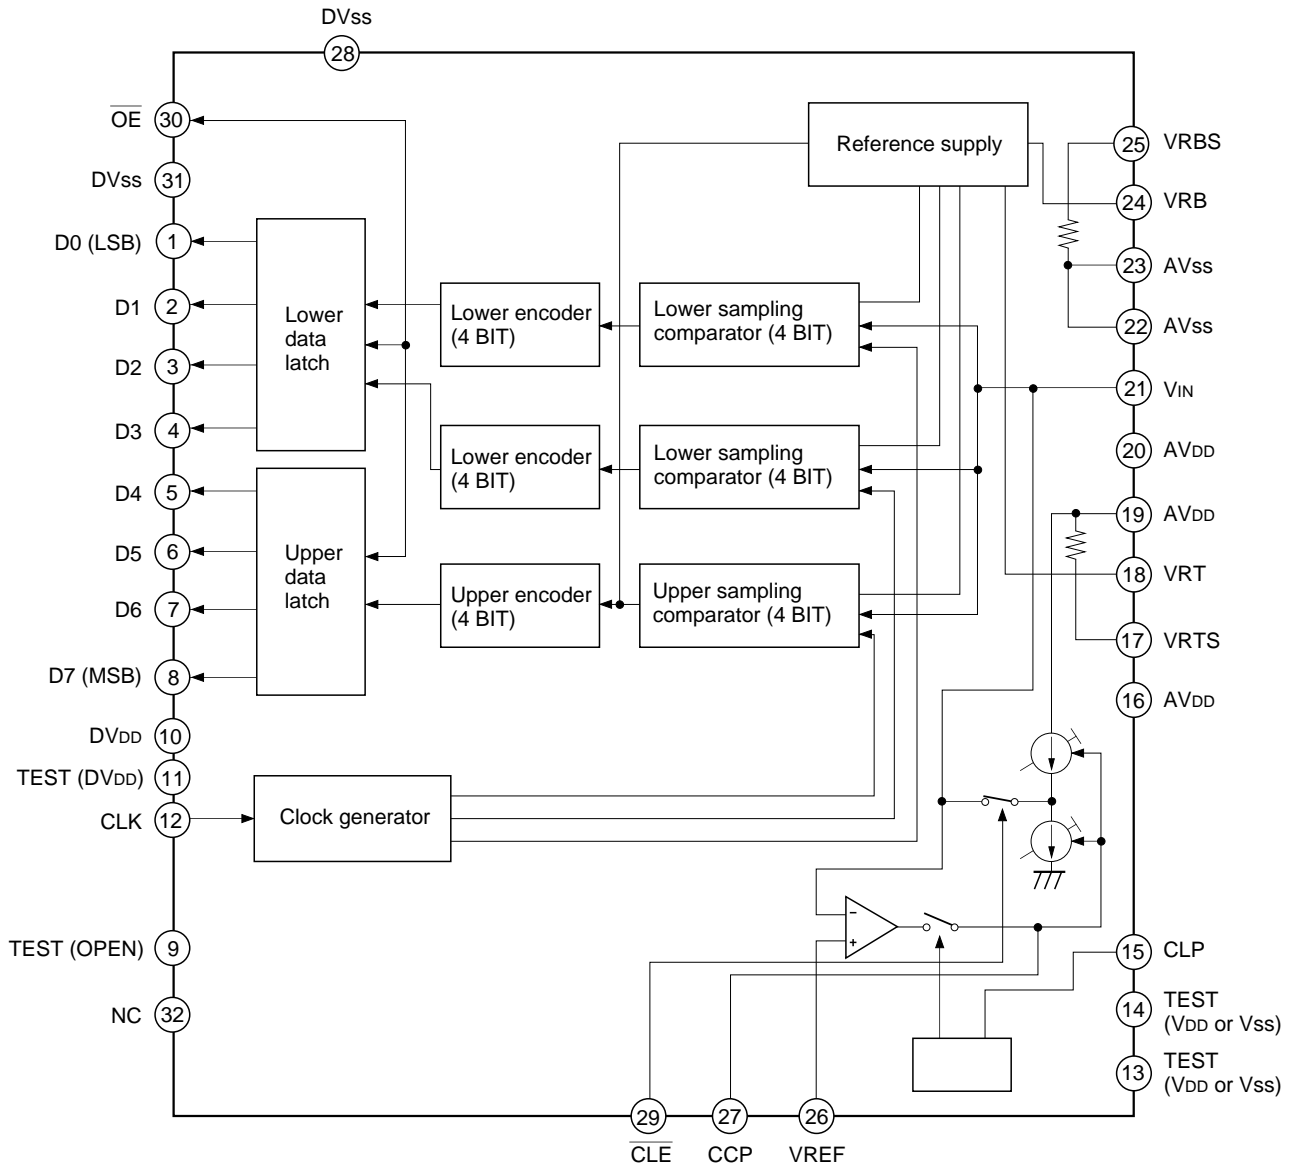 DVss
28
OE
30
DVss
31
D0 (LSB)
1
D1
2
D2
3
D3
4
D4
5
D5
6
D6
7
D7 (MSB)
8
DVDD
10
TEST (DVDD)
11
CLK
12
TEST (OPEN)
9
NC
32
Lower
data
latch
Upper
data
latch
Lower encoder
(4 BIT)
Lower sampling
comparator (4 BIT)
Lower encoder
(4 BIT)
Lower sampling
comparator (4 BIT)
Upper encoder
(4 BIT)
Upper sampling
comparator (4 BIT)
Reference supply
Clock generator
−
+
25
VRBS
24
VRB
23
AVss
22
AVss
21
VIN
20
AVDD
19
AVDD
18
VRT
17
VRTS
16
AVDD
15
CLP
14
TEST
(VDD or Vss)
13
TEST
(VDD or Vss)
29
CLE
27
CCP
26
VREF